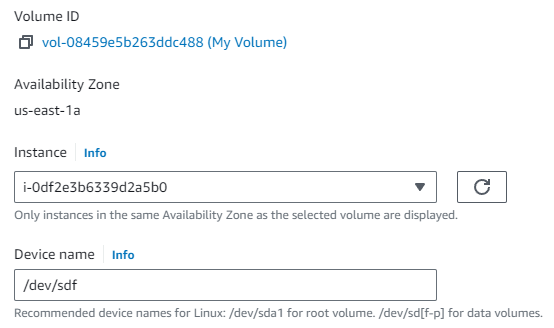 Volume ID
vol-08459e5b263ddc488 (My Volume)
Availability Zone
us-east-1a
Instance Info
i-0df2e3b6339d2a5b0
Only instances in the same Availability Zone as the selected volume are displayed.
Device name Info
/dev/sdf
Recommended device names for Linux: /dev/sda1 for root volume. /dev/sd[f-p] for data volumes.